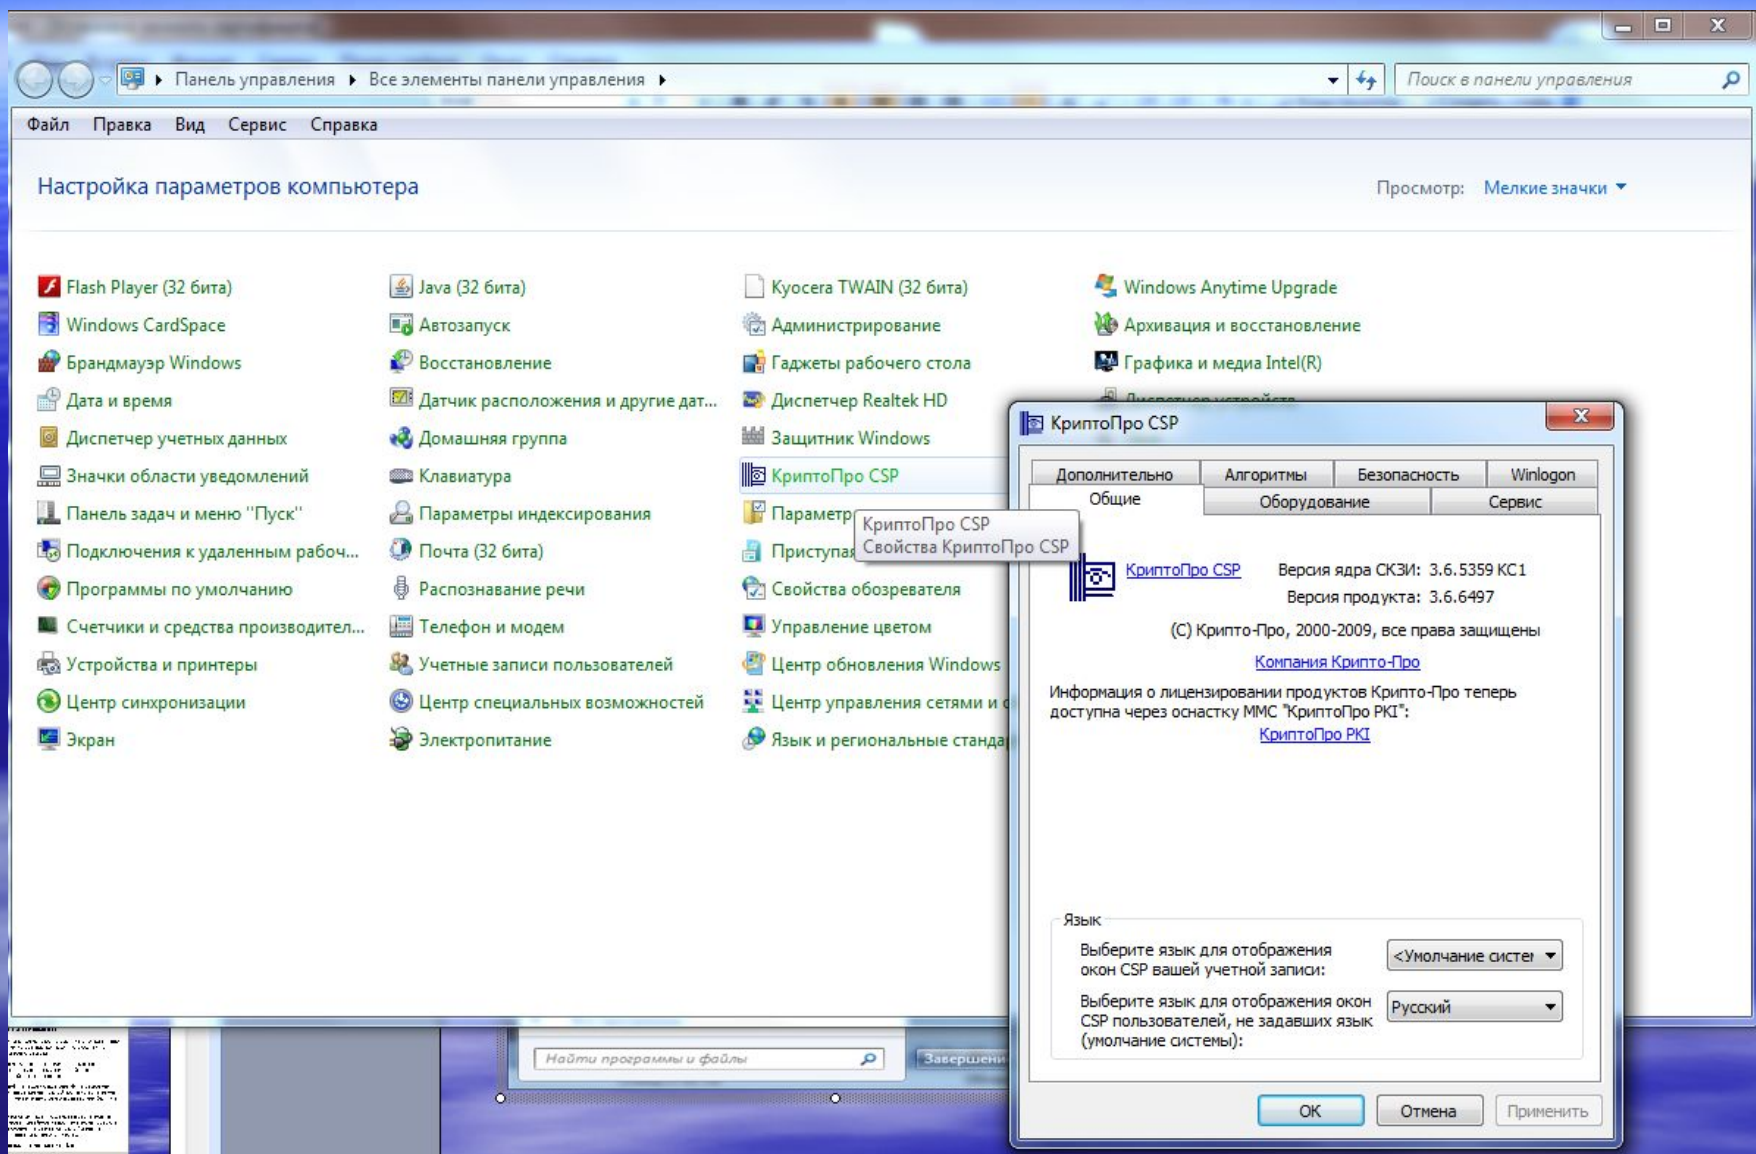 Панель управления ▸ Все элементы панели управления ▸
Поиск в панели управления
Файл Правка Вид Сервис Справка
Настройка параметров компьютера
Просмотр: Мелкие значки
Flash Player (32 бита)
Java (32 бита)
Kyocera TWAIN (32 бита)
Windows Anytime Upgrade
Windows CardSpace
Автозапуск
Администрирование
Архивация и восстановление
Брандмауэр Windows
Восстановление
Гаджеты рабочего стола
Графика и медиа Intel(R)
Дата и время
Датчик расположения и другие дат...
Диспетчер Realtek HD
Диспетчер устройств
Диспетчер учетных данных
Домашняя группа
Защитник Windows
Значки области уведомлений
Клавиатура
КриптоПро CSP
Панель задач и меню "Пуск"
Параметры индексирования
Подключения к удаленным рабоч...
Почта (32 бита)
Программы по умолчанию
Распознавание речи
Свойства обозревателя
Счетчики и средства производител...
Телефон и модем
Управление цветом
Устройства и принтеры
Учетные записи пользователей
Центр обновления Windows
Центр синхронизации
Центр специальных возможностей
Центр управления сетями и
Экран
Электропитание
Язык и региональные
КриптоПро CSP
Свойства КриптоПро CSP
КриптоПро CSP
Дополнительно Алгоритмы Безопасность Winlogon
Общие Оборудование Сервис
КриптоПро CSP Версия ядра СКЗИ: 3.6.5359 КС1
Версия продукта: 3.6.6497
(C) Крипто-Про, 2000-2009, все права защищены
Компания Крипто-Про
Информация о лицензировании продуктов Крипто-Про теперь
доступна через оснастку MMC "КриптоПро PKI":
КриптоПро PKI
Язык
Выберите язык для отображения
окон CSP вашей учетной записи:
<Умолчание систем
Выберите язык для отображения окон
CSP пользователей, не задавших язык
(умолчание системы):
Русский
ОК Отмена Применить
Найти программы и файлы